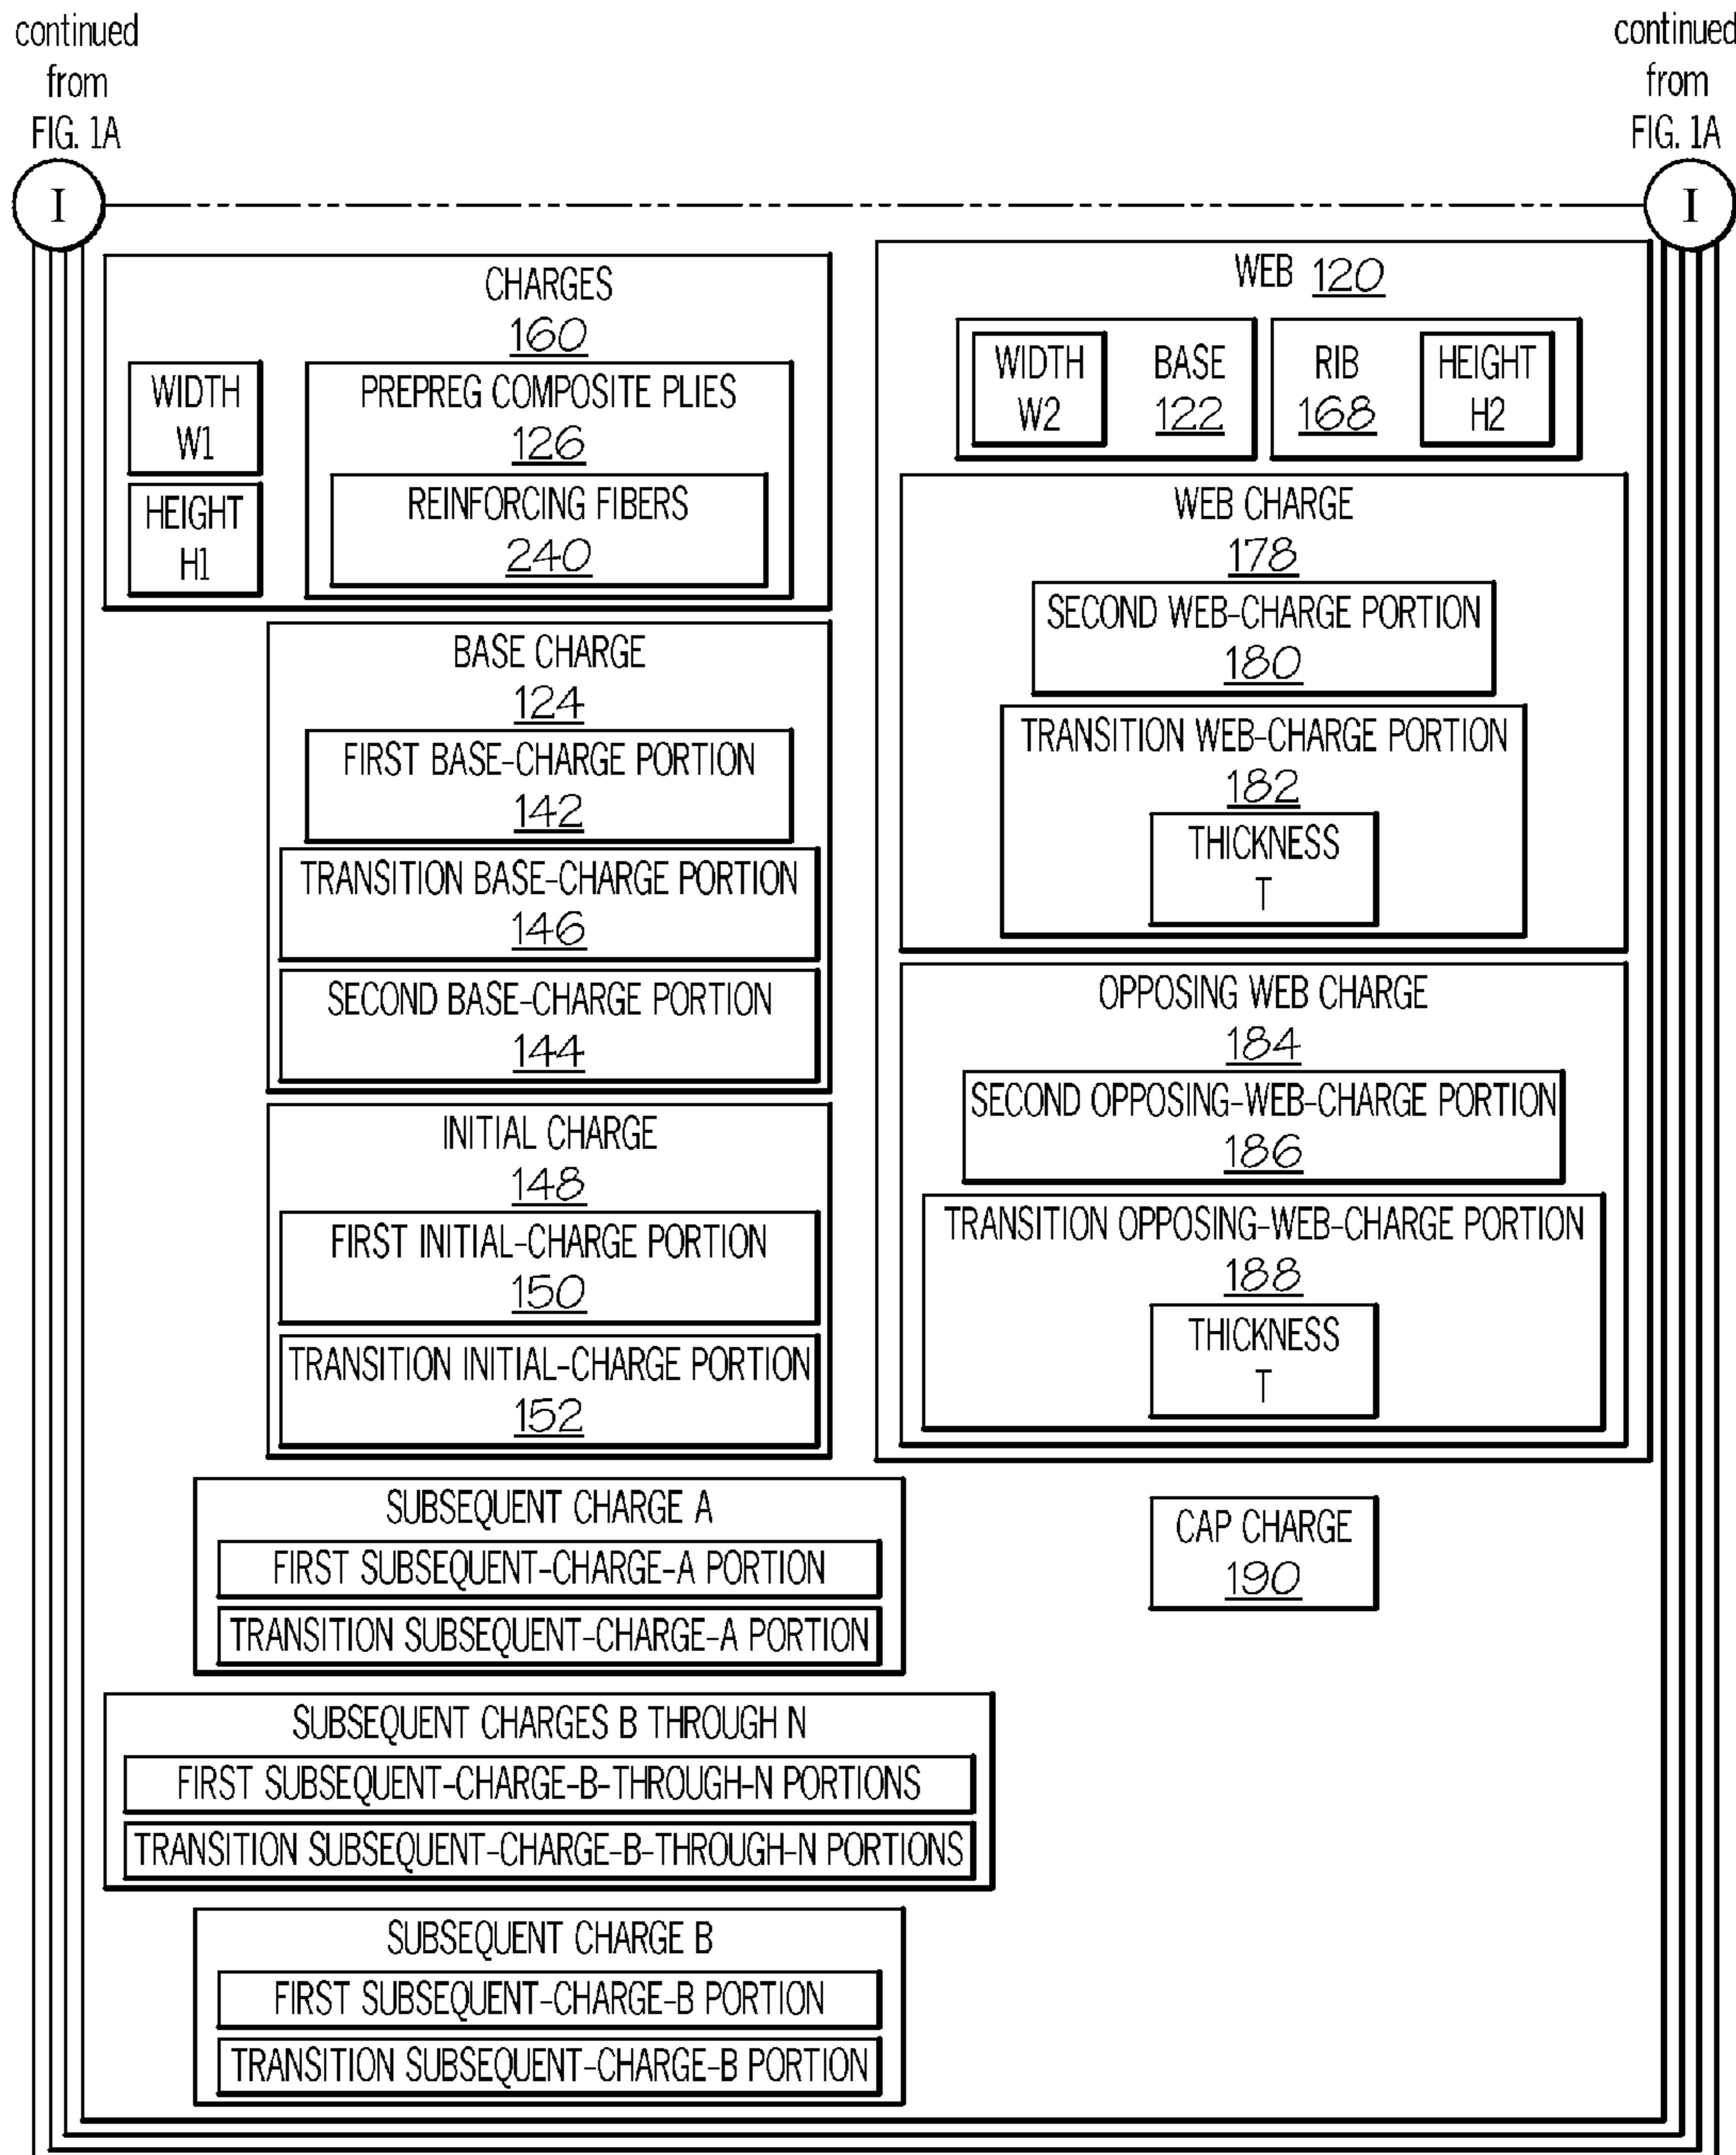 continued
from
FIG. 1A
continued
from
FIG. 1A
I
I
CHARGES
160
WIDTH
W1
HEIGHT
H1
PREPREG COMPOSITE PLIES
126
REINFORCING FIBERS
240
BASE CHARGE
124
FIRST BASE-CHARGE PORTION
142
TRANSITION BASE-CHARGE PORTION
146
SECOND BASE-CHARGE PORTION
144
INITIAL CHARGE
148
FIRST INITIAL-CHARGE PORTION
150
TRANSITION INITIAL-CHARGE PORTION
152
SUBSEQUENT CHARGE A
FIRST SUBSEQUENT-CHARGE-A PORTION
TRANSITION SUBSEQUENT-CHARGE-A PORTION
SUBSEQUENT CHARGES B THROUGH N
FIRST SUBSEQUENT-CHARGE-B-THROUGH-N PORTIONS
TRANSITION SUBSEQUENT-CHARGE-B-THROUGH-N PORTIONS
SUBSEQUENT CHARGE B
FIRST SUBSEQUENT-CHARGE-B PORTION
TRANSITION SUBSEQUENT-CHARGE-B PORTION
WEB 120
WIDTH
W2
BASE
122
RIB
168
HEIGHT
H2
WEB CHARGE
178
SECOND WEB-CHARGE PORTION
180
TRANSITION WEB-CHARGE PORTION
182
THICKNESS
T
OPPOSING WEB CHARGE
184
SECOND OPPOSING-WEB-CHARGE PORTION
186
TRANSITION OPPOSING-WEB-CHARGE PORTION
188
THICKNESS
T
CAP CHARGE
190